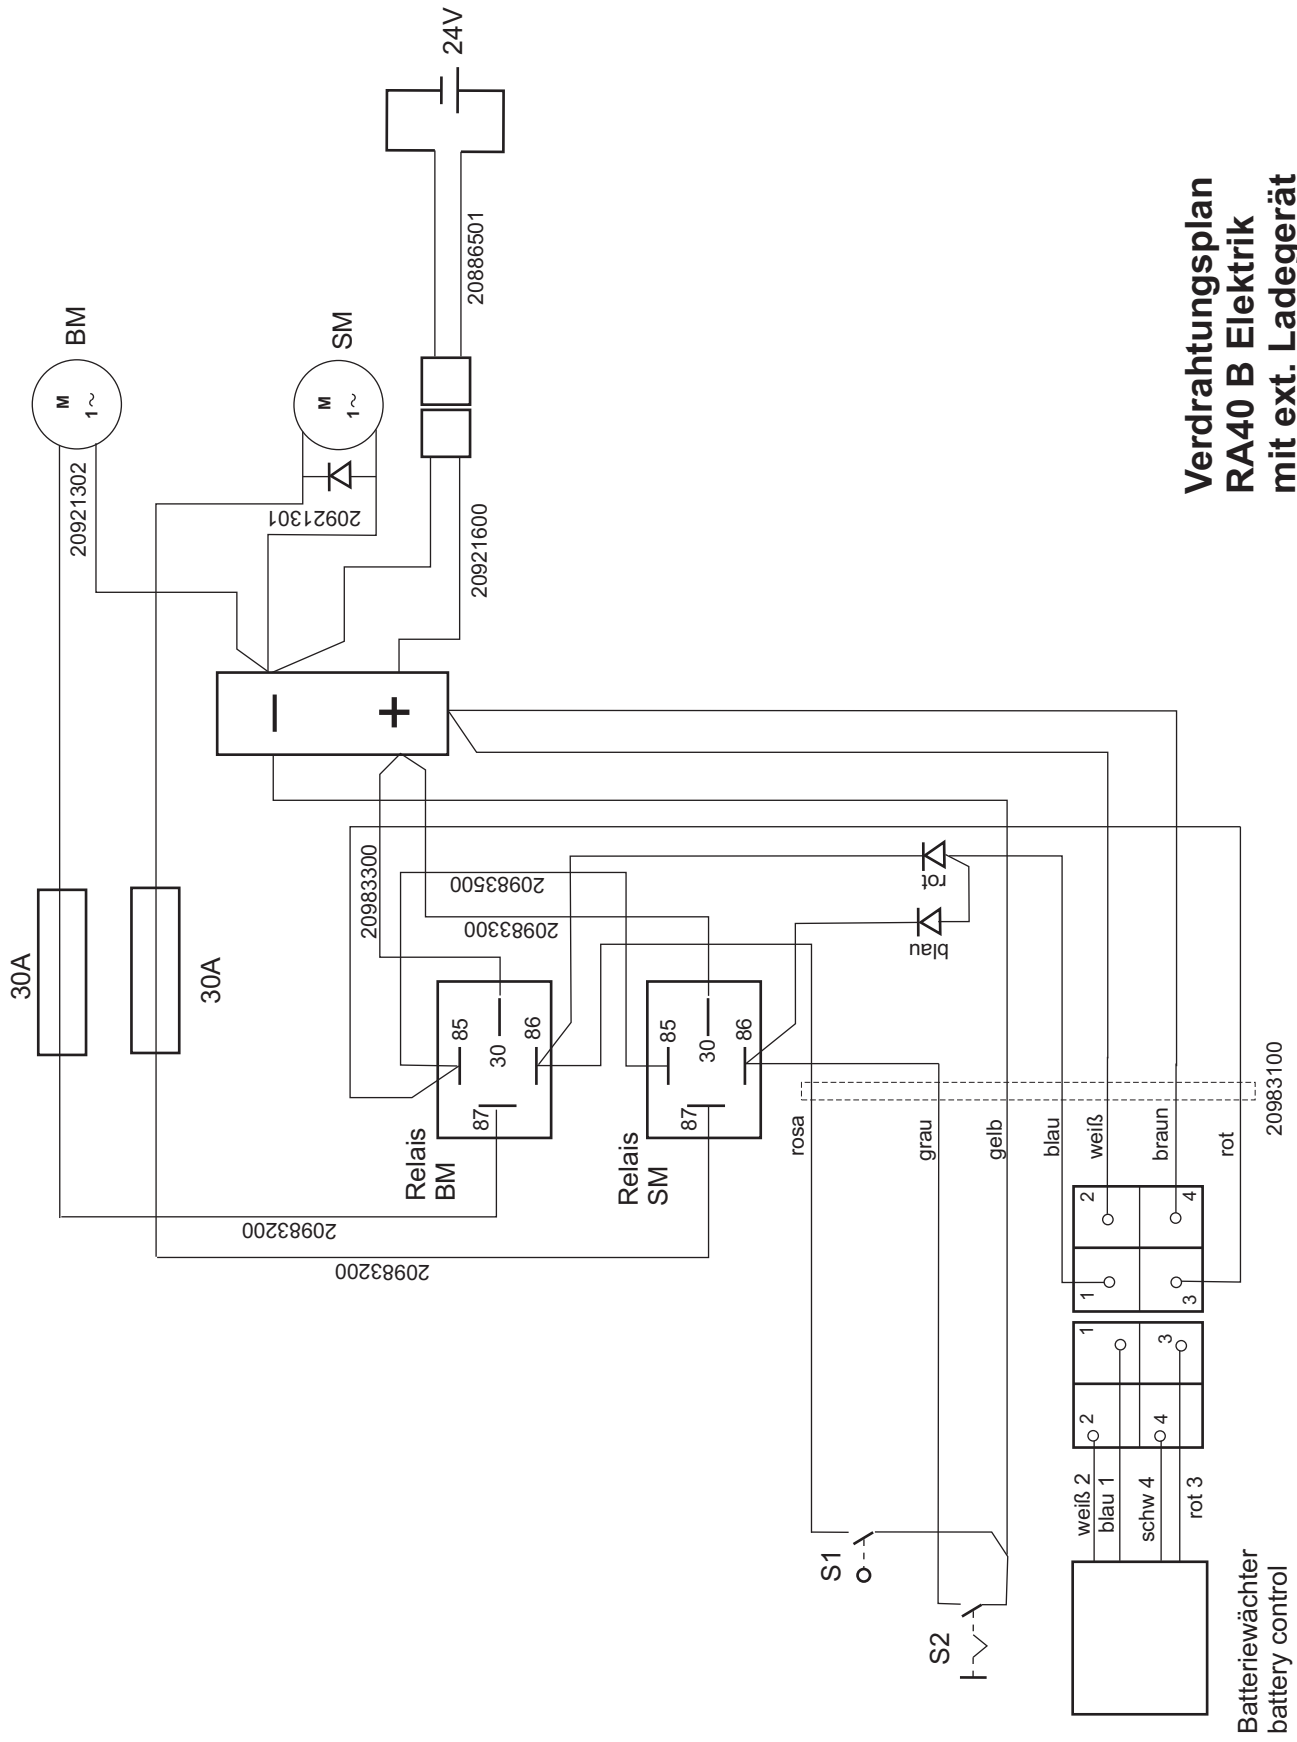 24V
20886501
BM
M
1~
20921302
SM
M
1~
20921301
20921600
–
+
30A
30A
20983300
20983500
20983300
rot
blau
85
30
86
87
Relais
BM
85
30
86
87
Relais
SM
20983200
20983200
rosa
grau
gelb
blau
weiß
braun
rot
20983100
2
4
1
3
1
3
2
4
weiß 2
blau 1
schw 4
rot 3
S1
S2
Batteriewächter
battery control
Verdrahtungsplan
RA40 B Elektrik
mit ext. Ladegerät